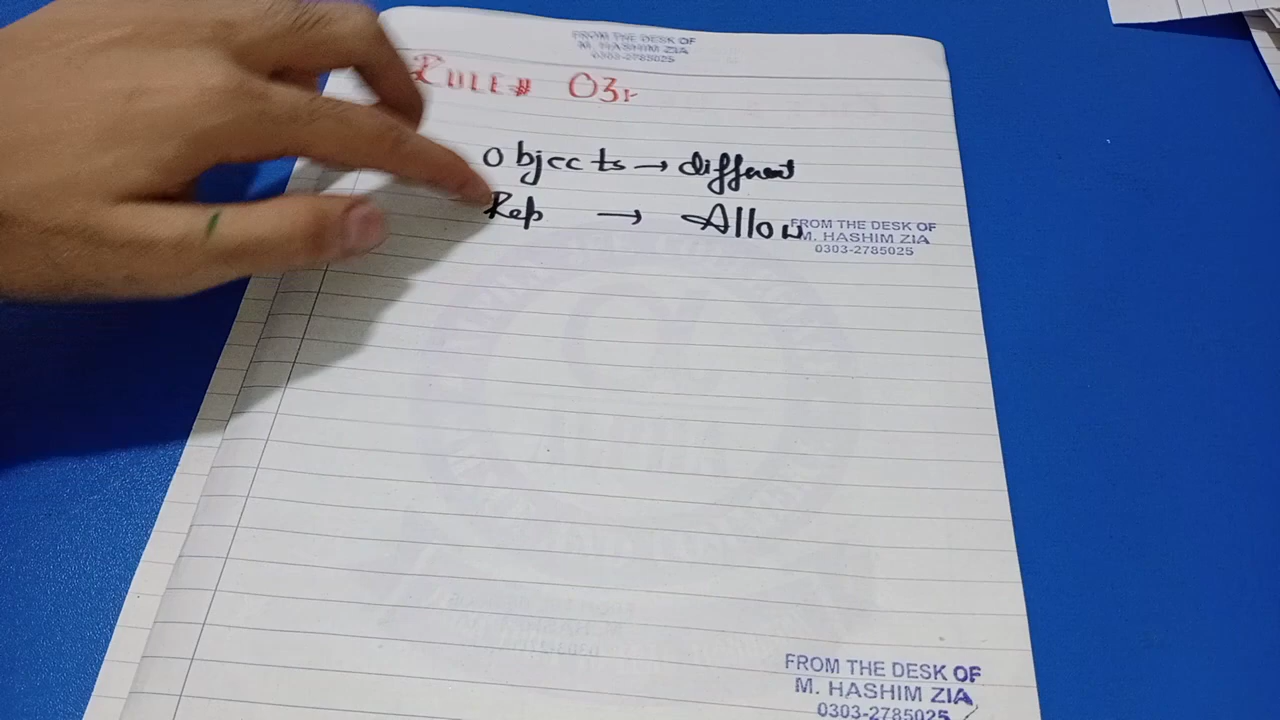 FROM THE DESK OF
M. HASHIM ZIA
0303-2785025
RULE# 03:-
Objects → different
Rep → Allow
FROM THE DESK OF
M. HASHIM ZIA
0303-2785025
FROM THE DESK OF
M. HASHIM ZIA
0303-2785025